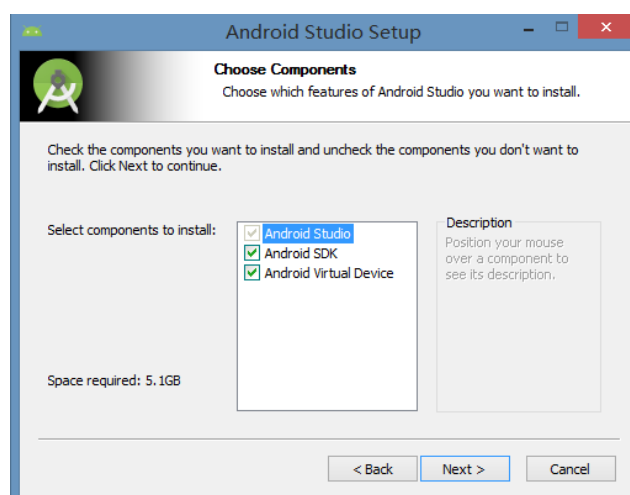 Android Studio Setup
Choose Components
Choose which features of Android Studio you want to install.
Check the components you want to install and uncheck the components you don't want to
install. Click Next to continue.
Select components to install:
Android Studio
Android SDK
Android Virtual Device
Description
Position your mouse
over a component to
see its description.
Space required: 5.1GB
< Back
Next >
Cancel